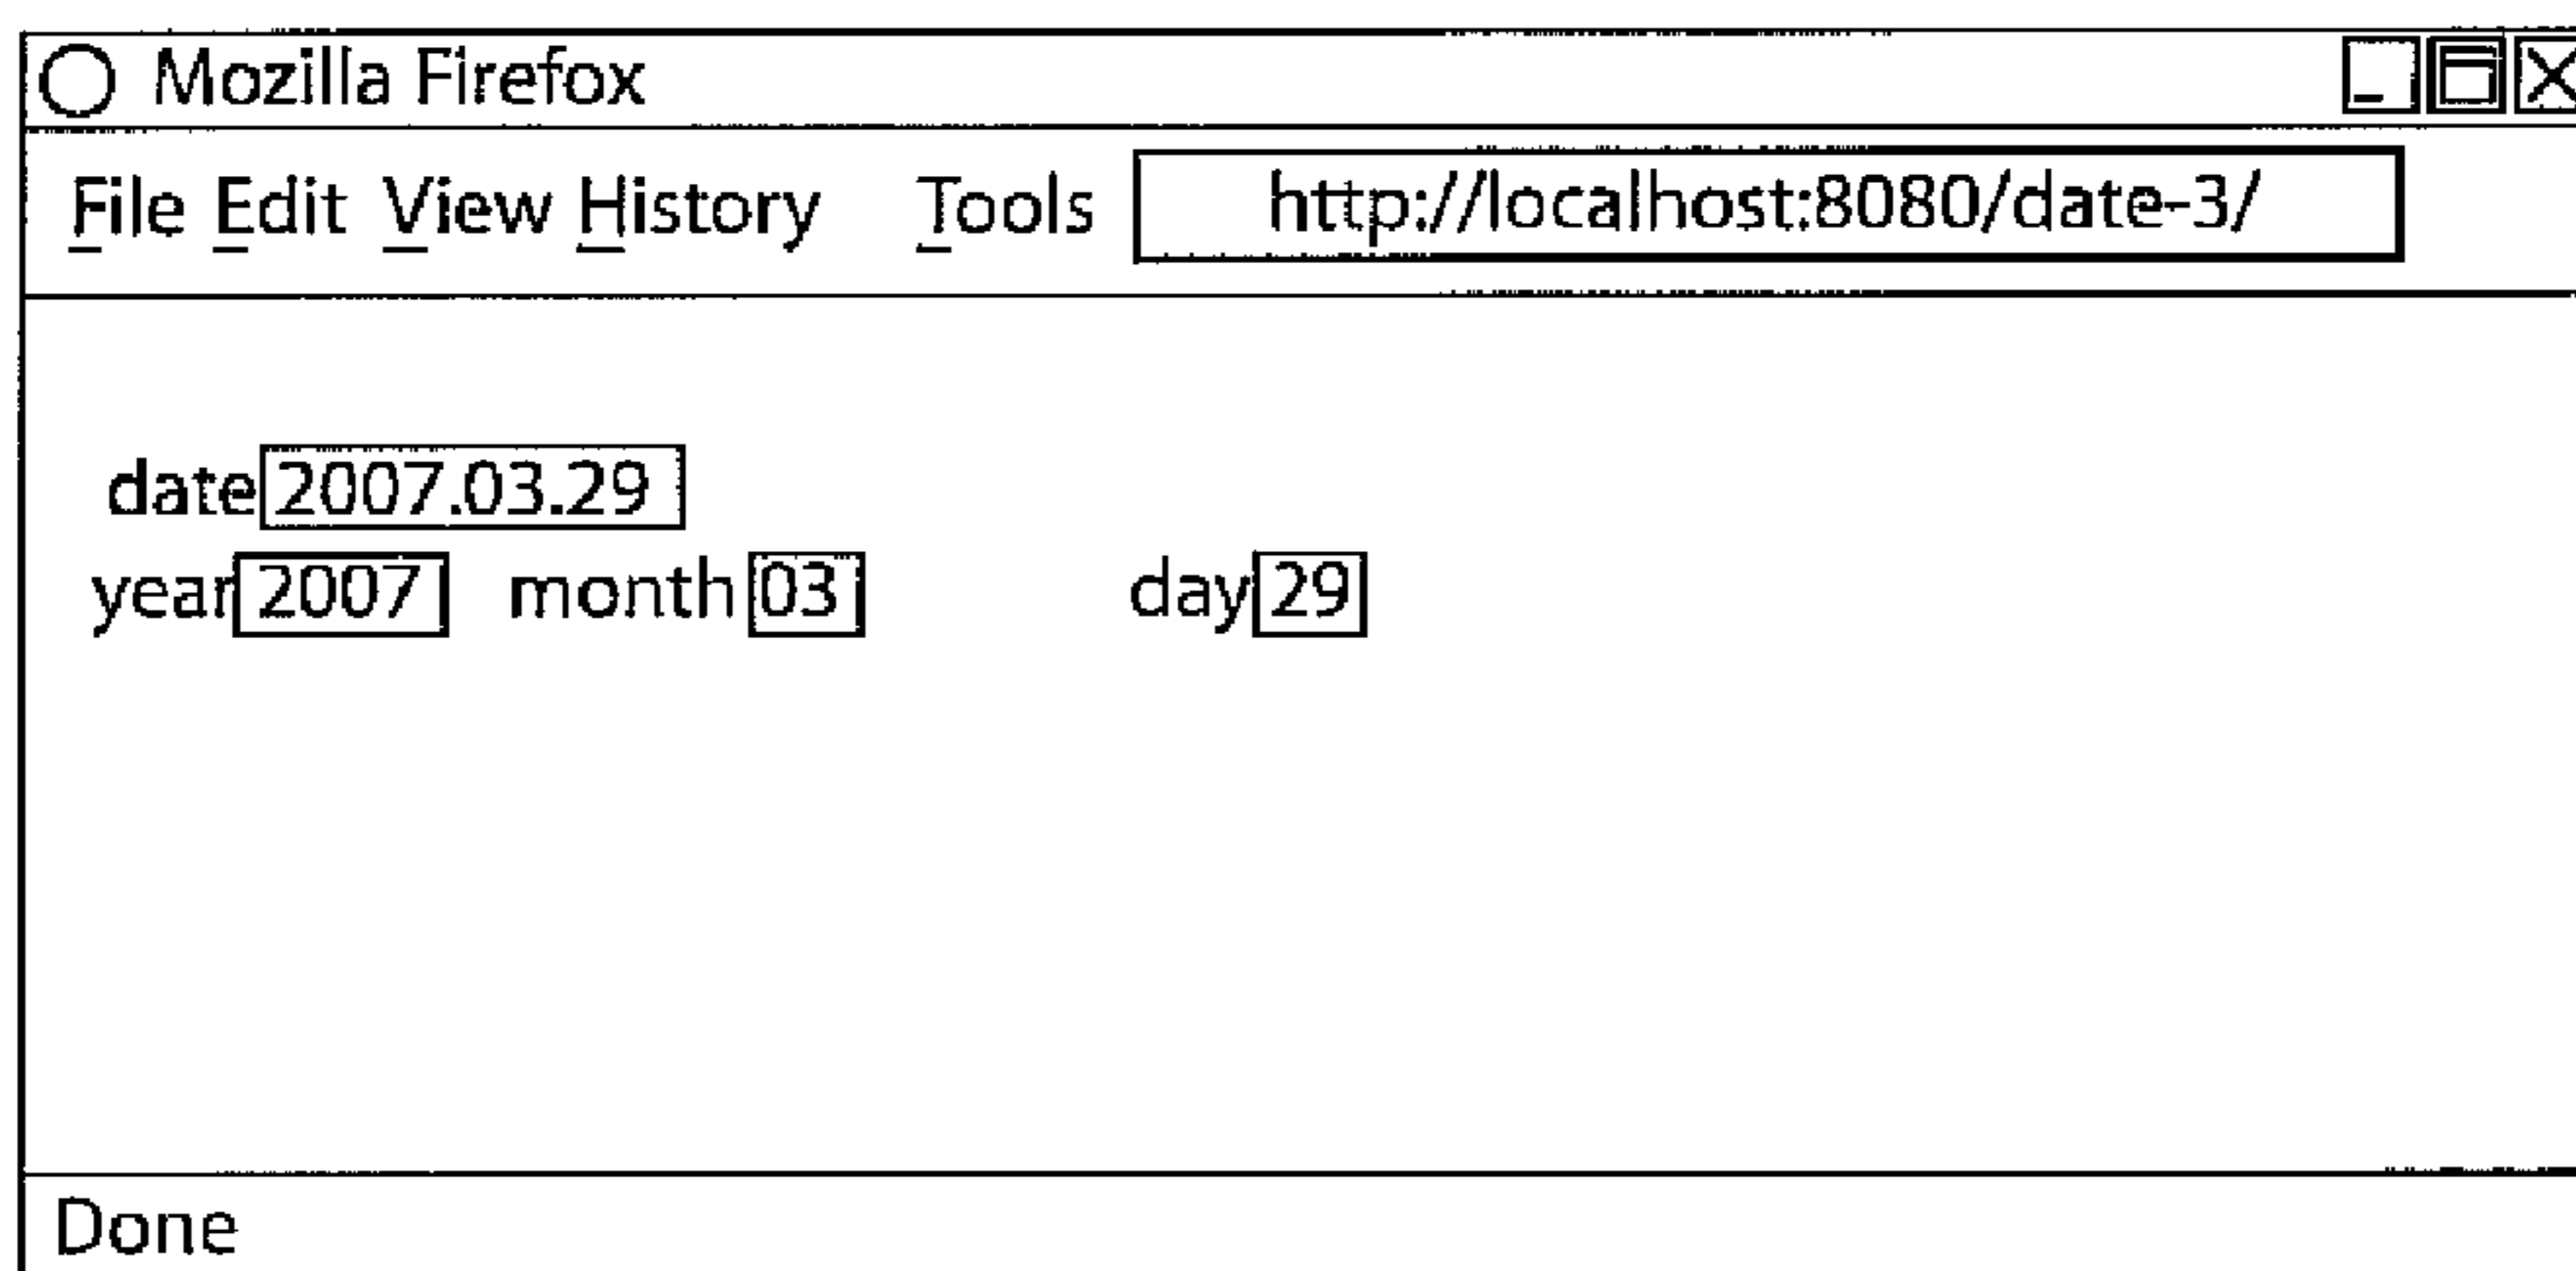 Mozilla Firefox
File Edit View History Tools http://localhost:8080/date-3/
date 2007.03.29
year 2007 month 03 day 29
Done